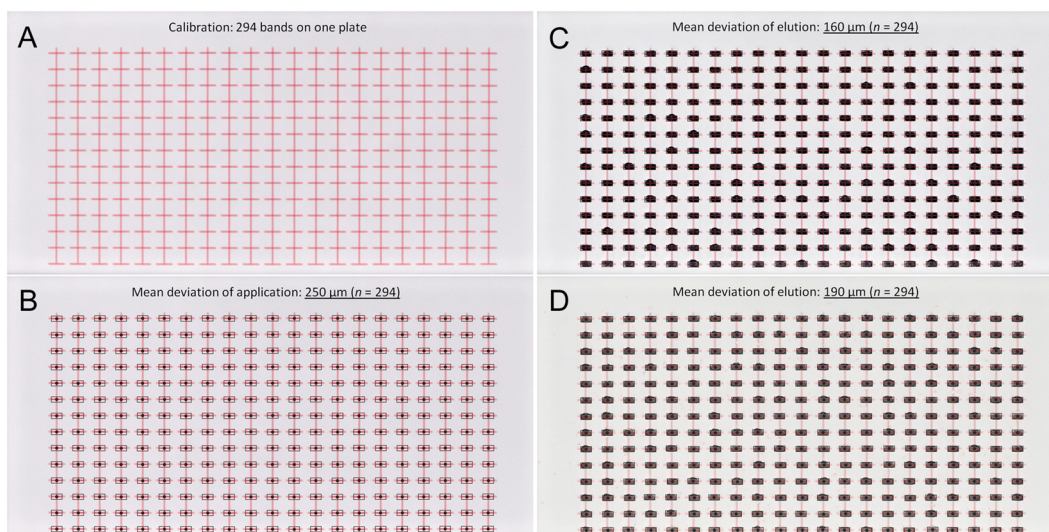 A
Calibration: 294 bands on one plate
B
Mean deviation of application: 250 µm (n = 294)
C
Mean deviation of elution: 160 µm (n = 294)
D
Mean deviation of elution: 190 µm (n = 294)